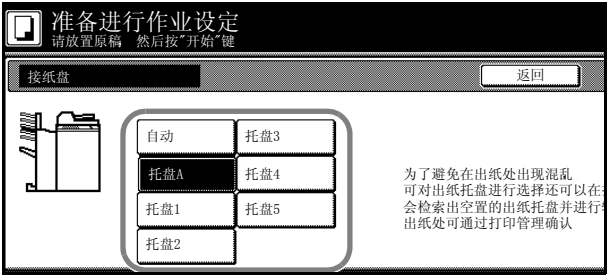 准备进行作业设定
请放置原稿 然后按"开始"键
接纸盘
返回
自动
托盘3
托盘A
托盘4
托盘1
托盘5
托盘2
为了避免在出纸处出现混乱
可对出纸托盘进行选择还可以在
会检索出空置的出纸托盘并进行
出纸处可通过打印管理确认